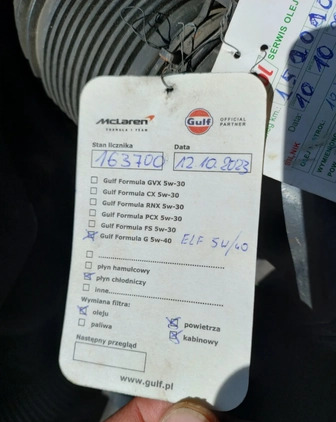 McLaren
FORMULA 1 TEAM
Gulf
OFFICIAL
PARTNER
Stan licznika
Data
163700
12 10.2023
Gulf Formula GVX 5w-30
Gulf Formula CX 5w-30
Gulf Formula RNX 5w-30
Gulf Formula PCX 5w-30
Gulf Formula FS 5w-30
Gulf Formula G 5w-40 ELF 5W/40
płyn hamulcowy
płyn chłodniczy
inne
Wymiana filtra:
oleju
powietrza
paliwa
kabinowy
Następny przegląd
www.gulf.pl
SERWIS OLEJ